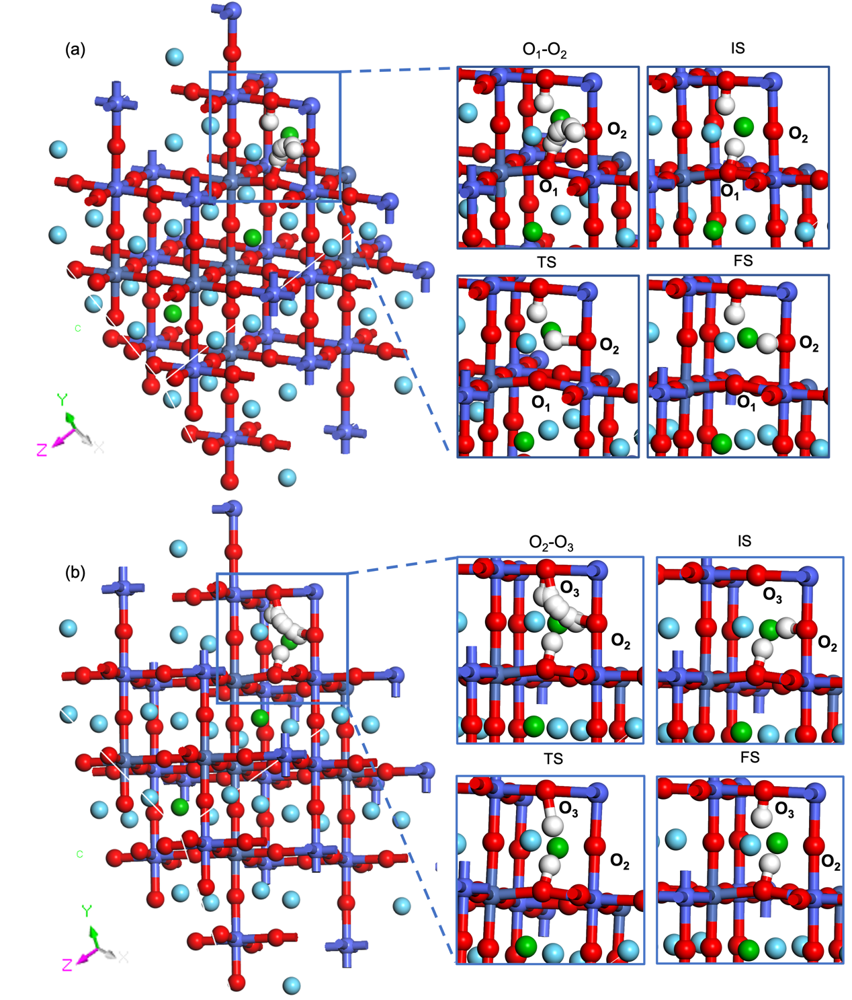 (a)
O₁-O₂
IS
O₂
O₂
O₁
O₁
TS
FS
O₂
O₂
O₁
O₁
C
Y
Z
X
(b)
O₂-O₃
IS
O₃
O₃
O₂
O₂
TS
FS
O₃
O₃
O₂
O₂
C
Y
Z
X